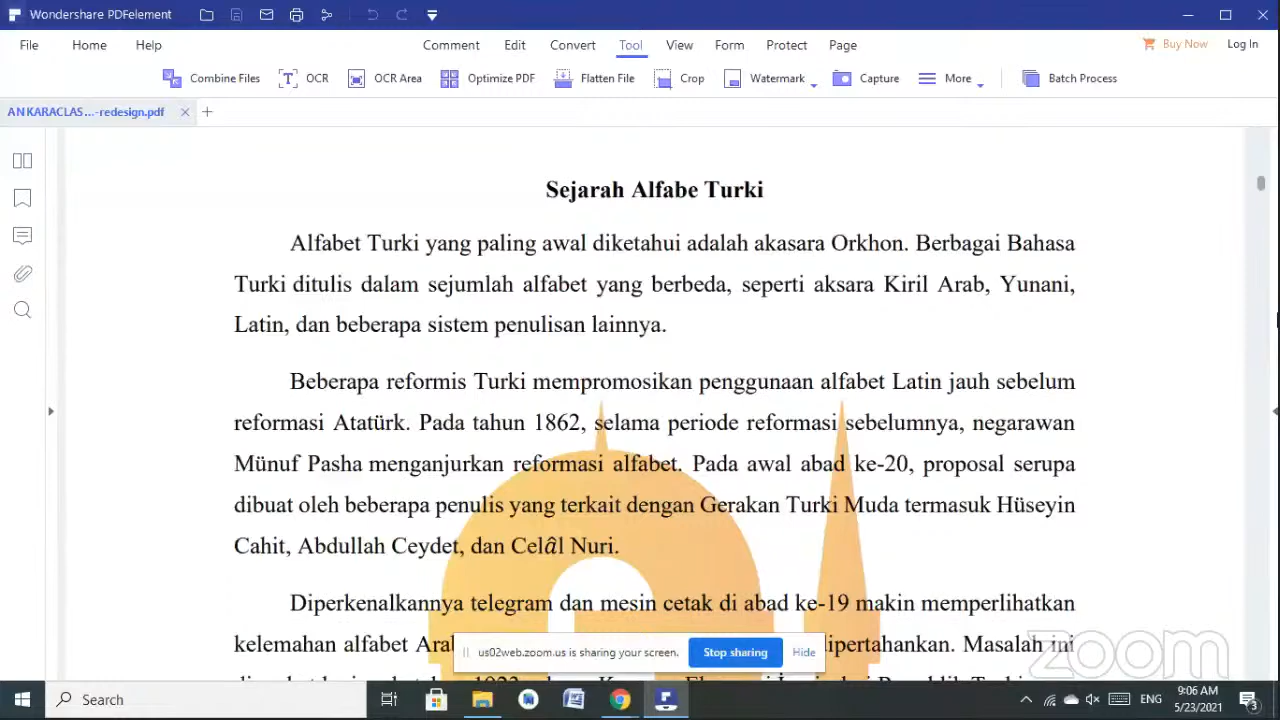 Wondershare PDFelement
File Home Help Comment Edit Convert Tool View Form Protect Page Buy Now Log In
Combine Files OCR OCR Area Optimize PDF Flatten File Crop Watermark Capture More Batch Process
ANKARACLAS...-redesign.pdf
Sejarah Alfabe Turki
Alfabet Turki yang paling awal diketahui adalah akasara Orkhon. Berbagai Bahasa
Turki ditulis dalam sejumlah alfabet yang berbeda, seperti aksara Kiril Arab, Yunani,
Latin, dan beberapa sistem penulisan lainnya.
Beberapa reformis Turki mempromosikan penggunaan alfabet Latin jauh sebelum
reformasi Atatürk. Pada tahun 1862, selama periode reformasi sebelumnya, negarawan
Münuf Pasha menganjurkan reformasi alfabet. Pada awal abad ke-20, proposal serupa
dibuat oleh beberapa penulis yang terkait dengan Gerakan Turki Muda termasuk Hüseyin
Cahit, Abdullah Ceydet, dan Celâl Nuri.
Diperkenalkannya telegram dan mesin cetak di abad ke-19 makin memperlihatkan
kelemahan alfabet ipertahankan. Masalah ini
us02web.zoom.us is sharing your screen. Stop sharing Hide
zoom
Search
ENG
9:06 AM
5/23/2021
3